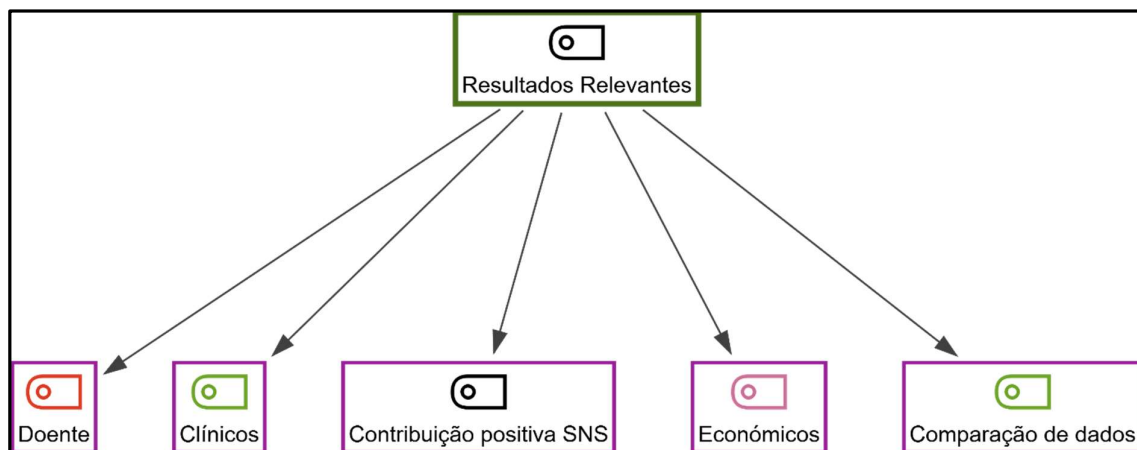 Resultados Relevantes
Doente
Clínicos
Contribuição positiva SNS
Económicos
Comparação de dados